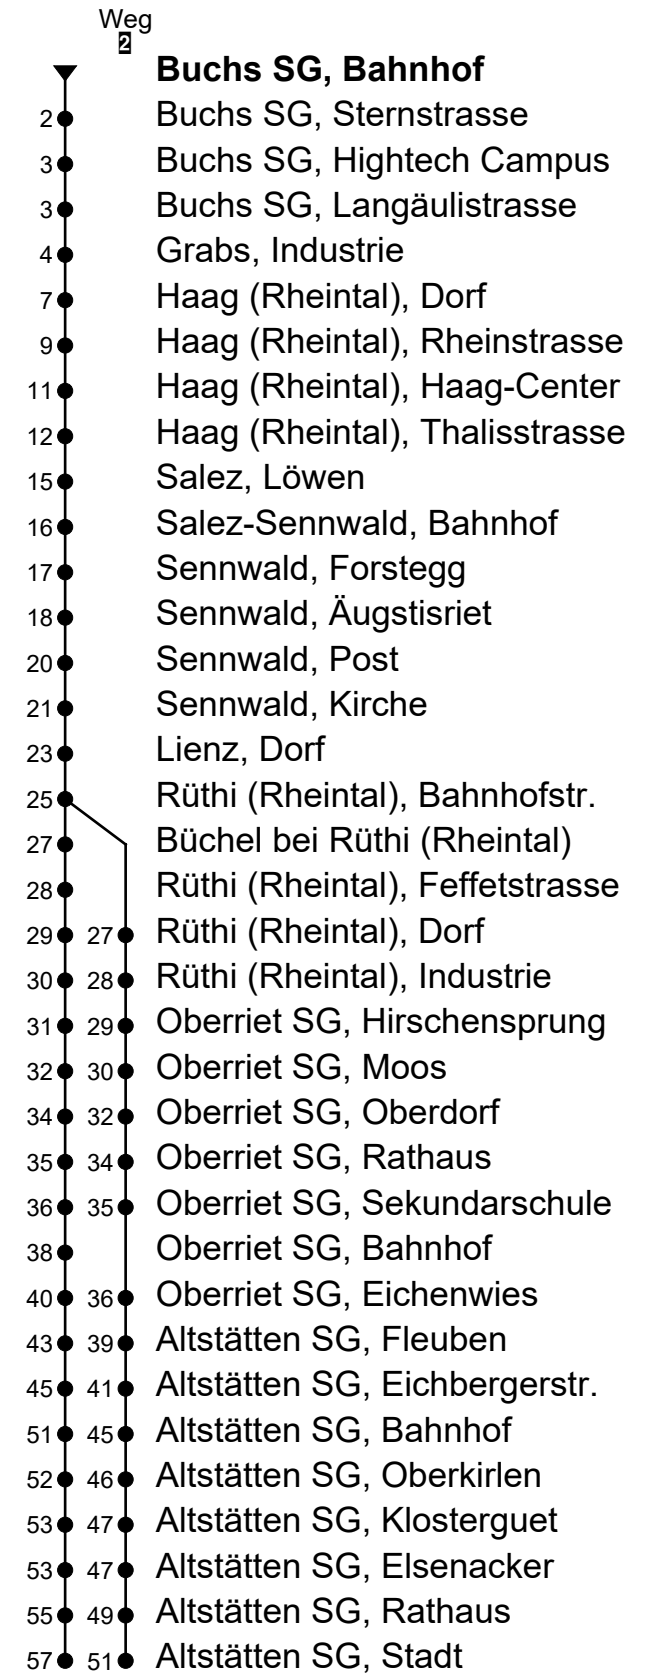 Weg
2
Buchs SG, Bahnhof
2 Buchs SG, Sternstrasse
3 Buchs SG, Hightech Campus
3 Buchs SG, Langäulistrasse
4 Grabs, Industrie
7 Haag (Rheintal), Dorf
9 Haag (Rheintal), Rheinstrasse
11 Haag (Rheintal), Haag-Center
12 Haag (Rheintal), Thalisstrasse
15 Salez, Löwen
16 Salez-Sennwald, Bahnhof
17 Sennwald, Forstegg
18 Sennwald, Äugstisriet
20 Sennwald, Post
21 Sennwald, Kirche
23 Lienz, Dorf
25 Rüthi (Rheintal), Bahnhofstr.
27 Büchel bei Rüthi (Rheintal)
28 Rüthi (Rheintal), Feffetstrasse
29 27 Rüthi (Rheintal), Dorf
30 28 Rüthi (Rheintal), Industrie
31 29 Oberriet SG, Hirschensprung
32 30 Oberriet SG, Moos
34 32 Oberriet SG, Oberdorf
35 34 Oberriet SG, Rathaus
36 35 Oberriet SG, Sekundarschule
38 Oberriet SG, Bahnhof
40 36 Oberriet SG, Eichenwies
43 39 Altstätten SG, Fleuben
45 41 Altstätten SG, Eichbergerstr.
51 45 Altstätten SG, Bahnhof
52 46 Altstätten SG, Oberkirlen
53 47 Altstätten SG, Klosterguet
53 47 Altstätten SG, Elsenacker
55 49 Altstätten SG, Rathaus
57 51 Altstätten SG, Stadt